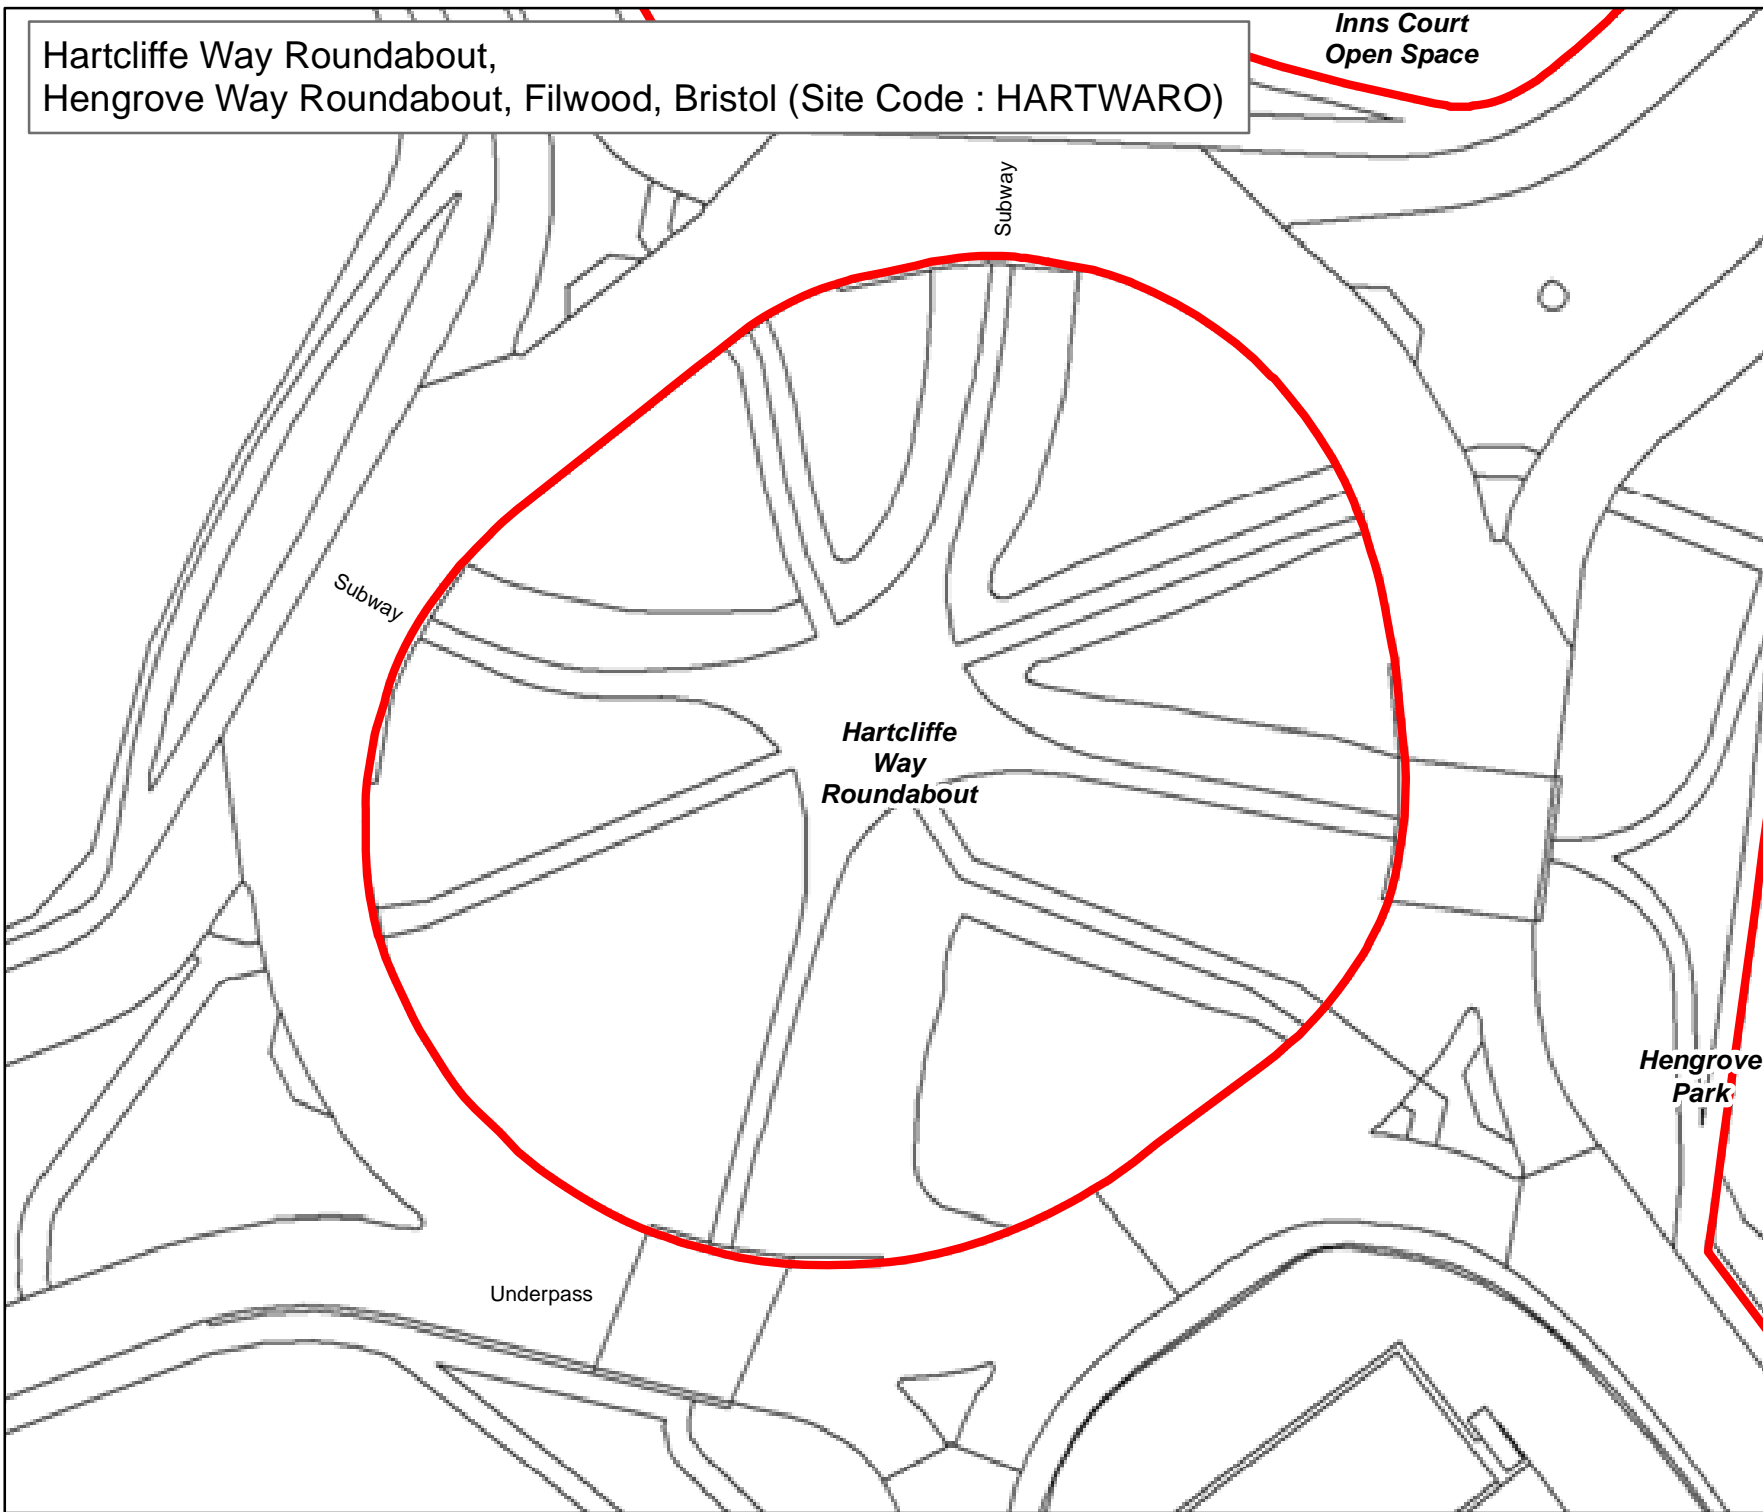 Hartcliffe Way Roundabout,
Hengrove Way Roundabout, Filwood, Bristol (Site Code : HARTWARO)
Inns Court
Open Space
Subway
Subway
Hartcliffe
Way
Roundabout
Hengrove
Park
Underpass